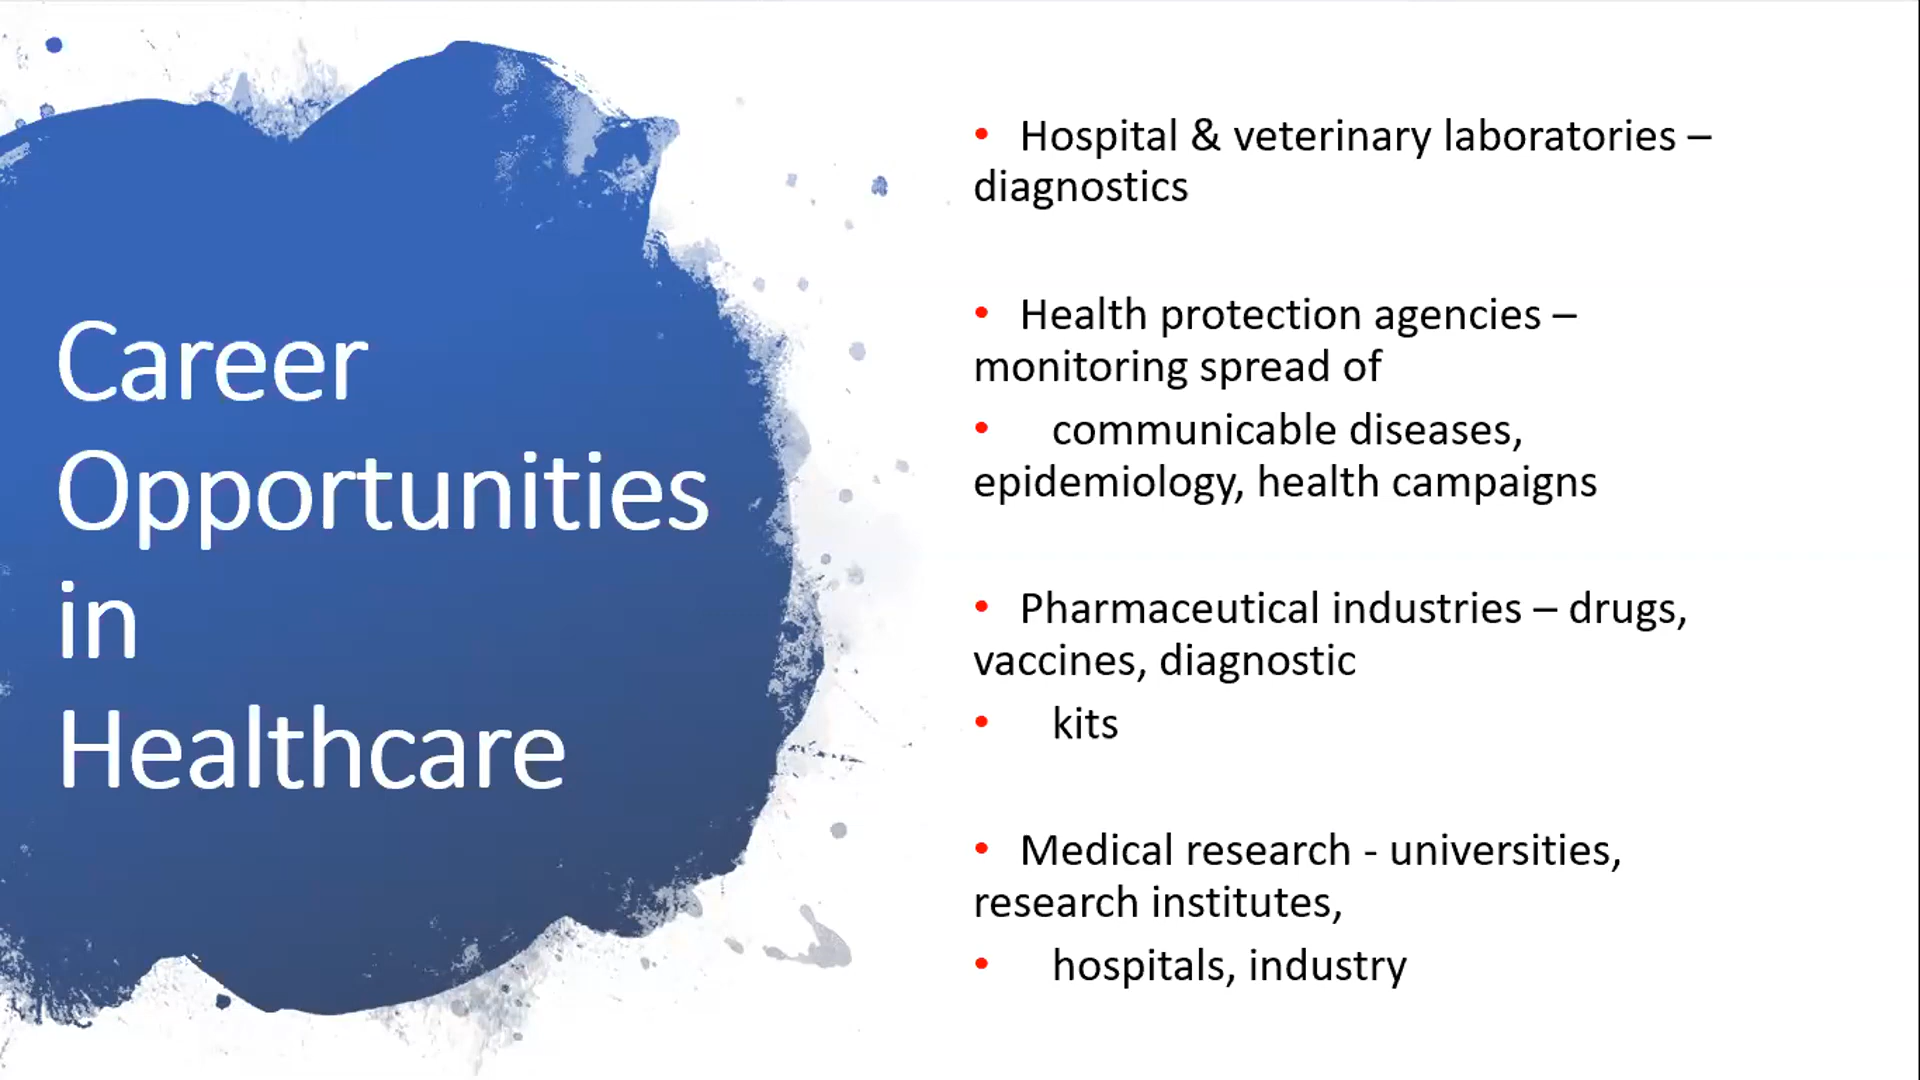 Career
Opportunities
in
Healthcare
• Hospital & veterinary laboratories –
diagnostics
• Health protection agencies –
monitoring spread of
• communicable diseases,
epidemiology, health campaigns
• Pharmaceutical industries – drugs,
vaccines, diagnostic
• kits
• Medical research - universities,
research institutes,
• hospitals, industry